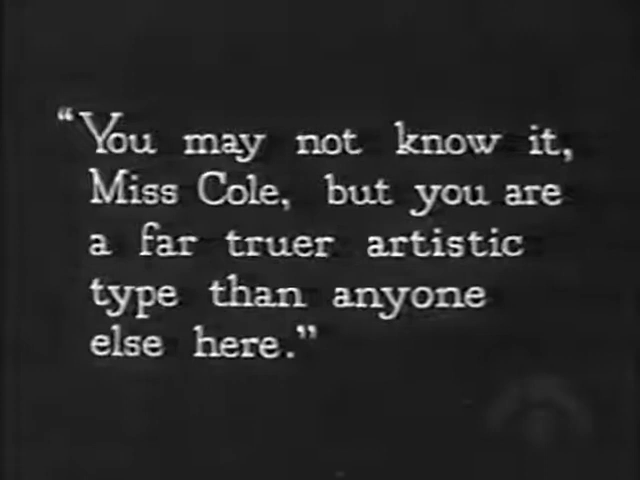 “You may not know it,
Miss Cole, but you are
a far truer artistic
type than anyone
else here.”